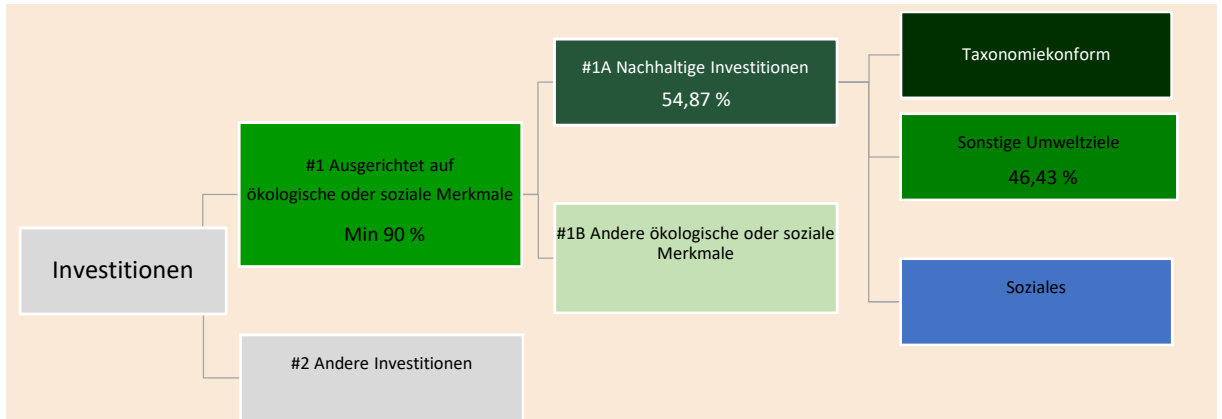 Investitionen
#1 Ausgerichtet auf
ökologische oder soziale Merkmale
Min 90 %
#2 Andere Investitionen
#1A Nachhaltige Investitionen
54,87 %
#1B Andere ökologische oder soziale
Merkmale
Taxonomiekonform
Sonstige Umweltziele
46,43 %
Soziales